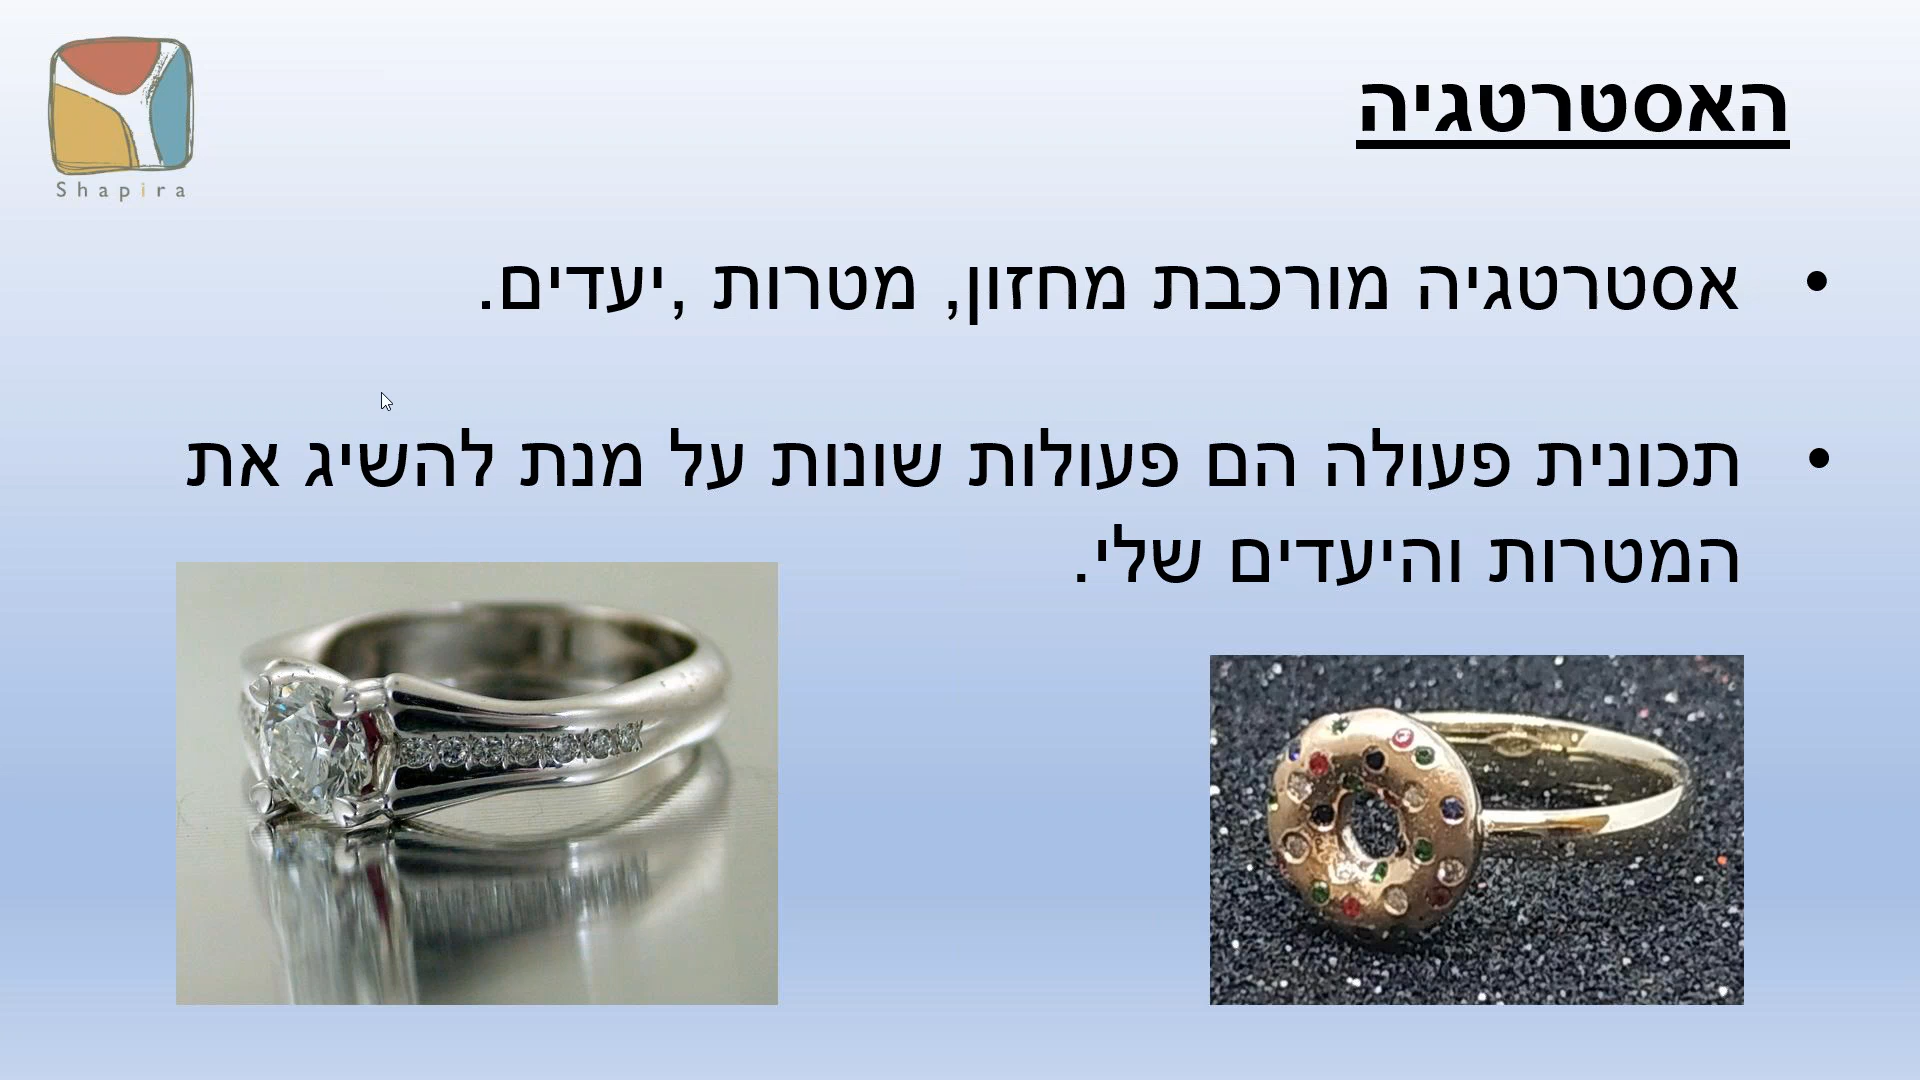 Shapira
האסטרטגיה
• אסטרטגיה מורכבת מחזון, מטרות ,יעדים.
• תכונית פעולה הם פעולות שונות על מנת להשיג את
המטרות והיעדים שלי.